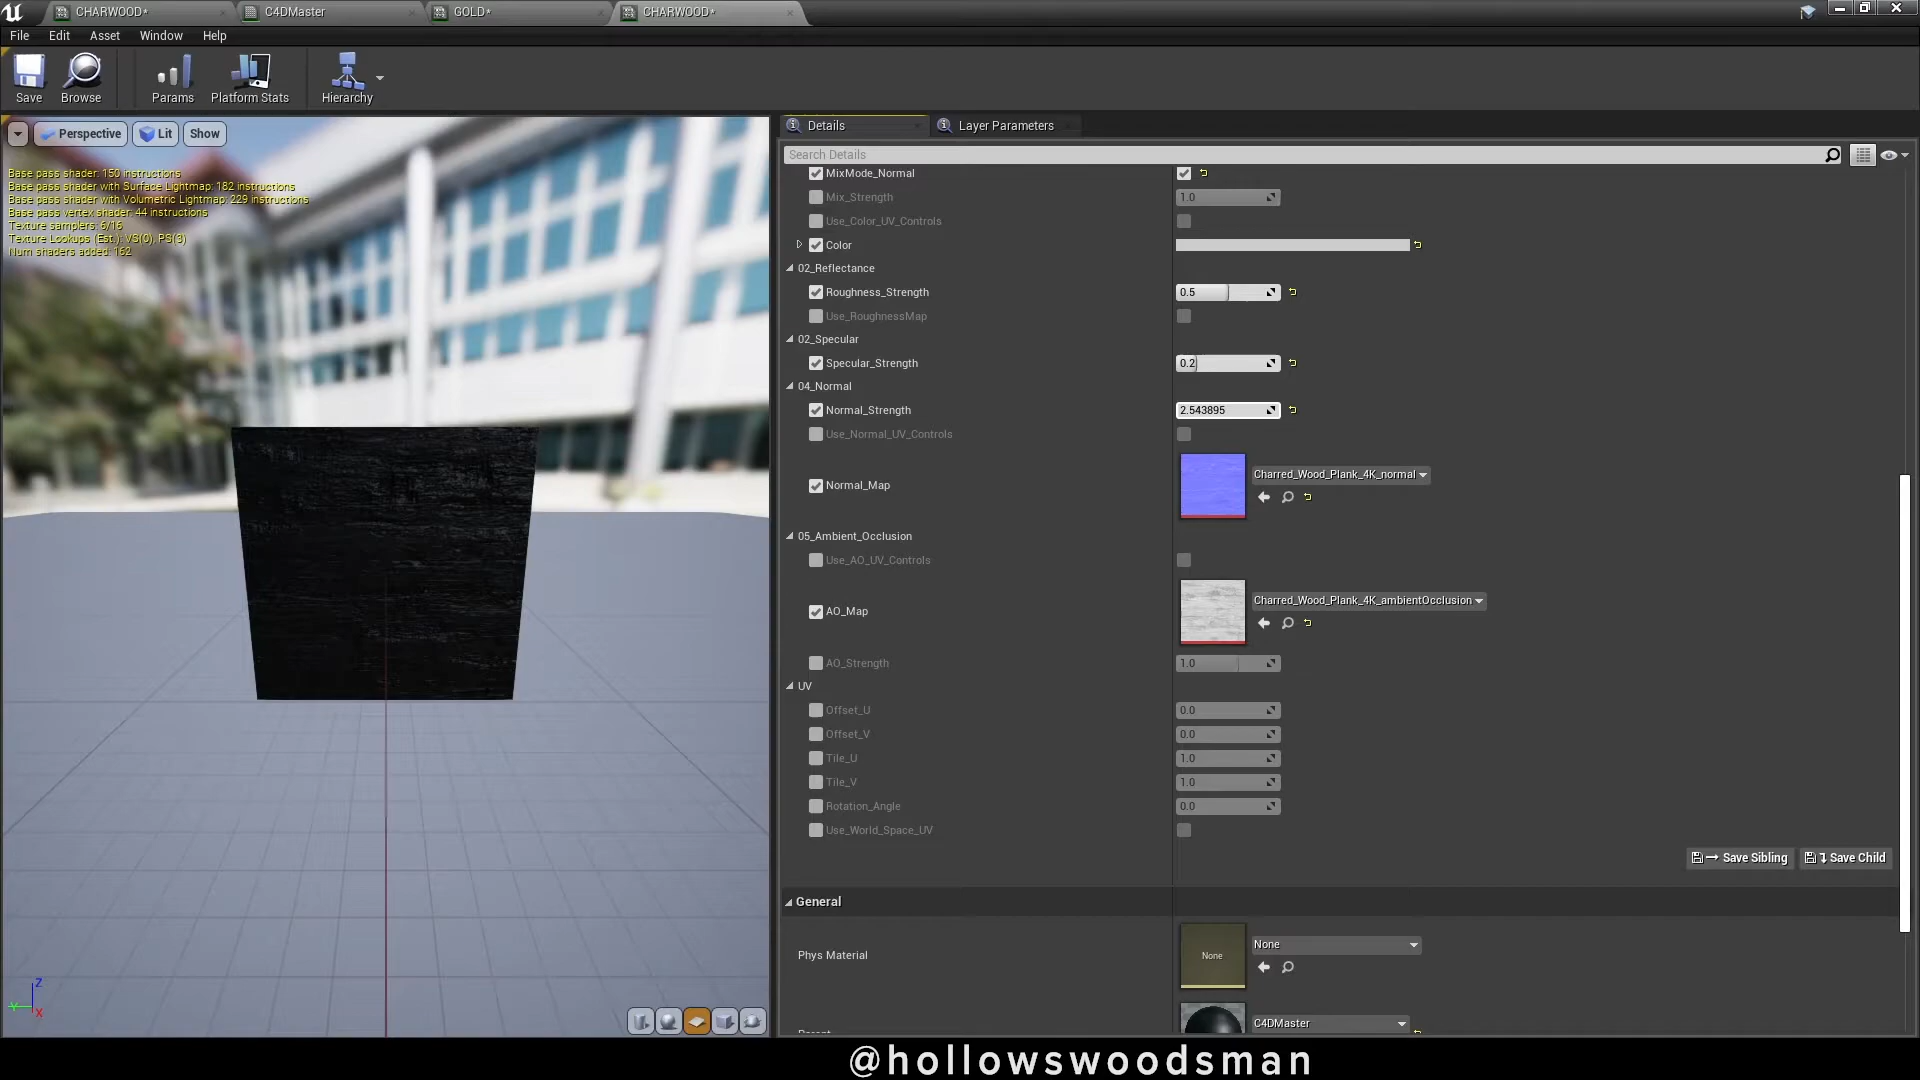 CHARWOOD*
C4DMaster
GOLD*
CHARWOOD*
File Edit Asset Window Help
Save Browse Params Platform Stats Hierarchy
Perspective Lit Show
Base pass shader: 150 instructions
Base pass shader with Surface Lightmap: 182 instructions
Base pass shader with Volumetric Lightmap: 229 instructions
Base pass vertex shader: 44 instructions
Texture samplers: 6/16
Texture Lookups (Est.): VS(0), PS(3)
Num shaders added: 162
Z
Y
X
Details Layer Parameters
Search Details
MixMode_Normal
Mix_Strength 1.0
Use_Color_UV_Controls
Color
02_Reflectance
Roughness_Strength 0.5
Use_RoughnessMap
02_Specular
Specular_Strength 0.2
04_Normal
Normal_Strength 2.543895
Use_Normal_UV_Controls
Normal_Map Charred_Wood_Plank_4K_normal
05_Ambient_Occlusion
Use_AO_UV_Controls
AO_Map Charred_Wood_Plank_4K_ambientOcclusion
AO_Strength 1.0
UV
Offset_U 0.0
Offset_V 0.0
Tile_U 1.0
Tile_V 1.0
Rotation_Angle 0.0
Use_World_Space_UV
Save Sibling Save Child
General
Phys Material None None
C4DMaster
@hollowswoodsman